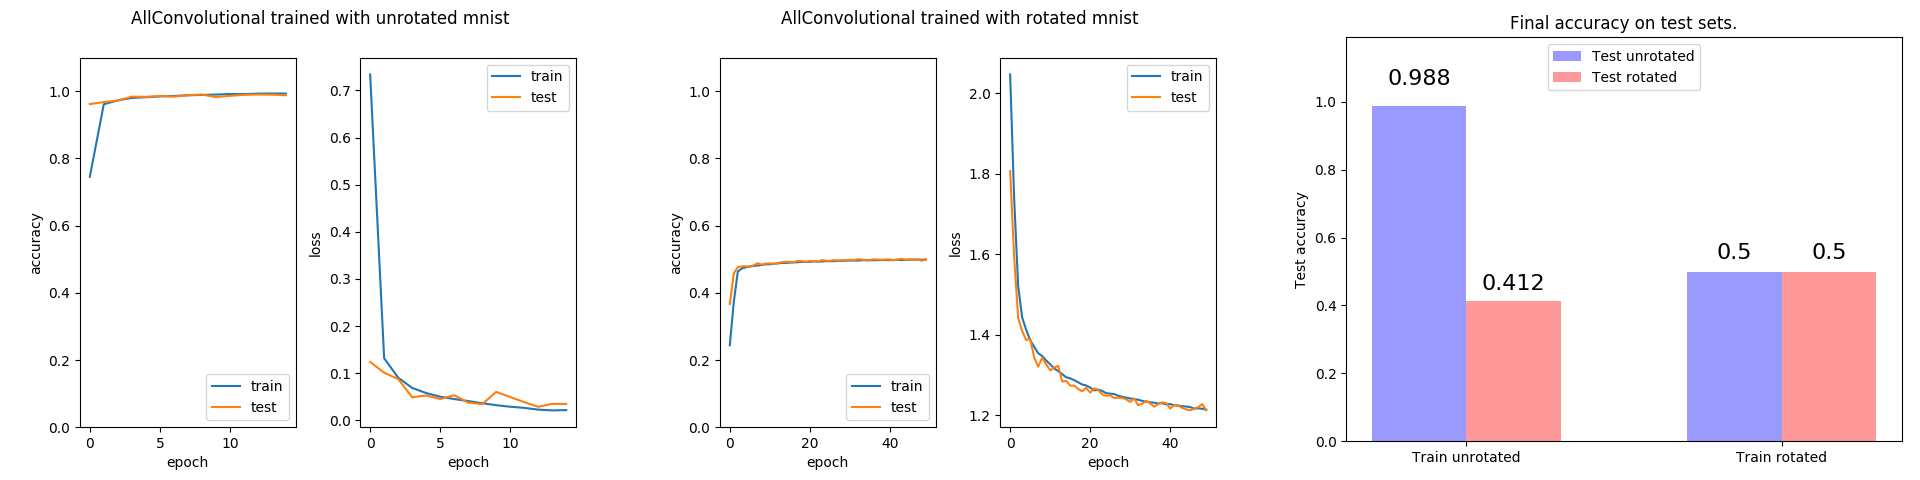 AllConvolutional trained with unrotated mnist
accuracy
1.0
0.8
0.6
0.4
0.2
0.0
0
5
10
epoch
train
test
loss
0.7
0.6
0.5
0.4
0.3
0.2
0.1
0.0
0
5
10
epoch
train
test
AllConvolutional trained with rotated mnist
accuracy
1.0
0.8
0.6
0.4
0.2
0.0
0
20
40
epoch
train
test
loss
2.0
1.8
1.6
1.4
1.2
0
20
40
epoch
train
test
Final accuracy on test sets.
Test unrotated
Test rotated
Test accuracy
1.0
0.8
0.6
0.4
0.2
0.0
0.988
0.412
0.5
0.5
Train unrotated
Train rotated